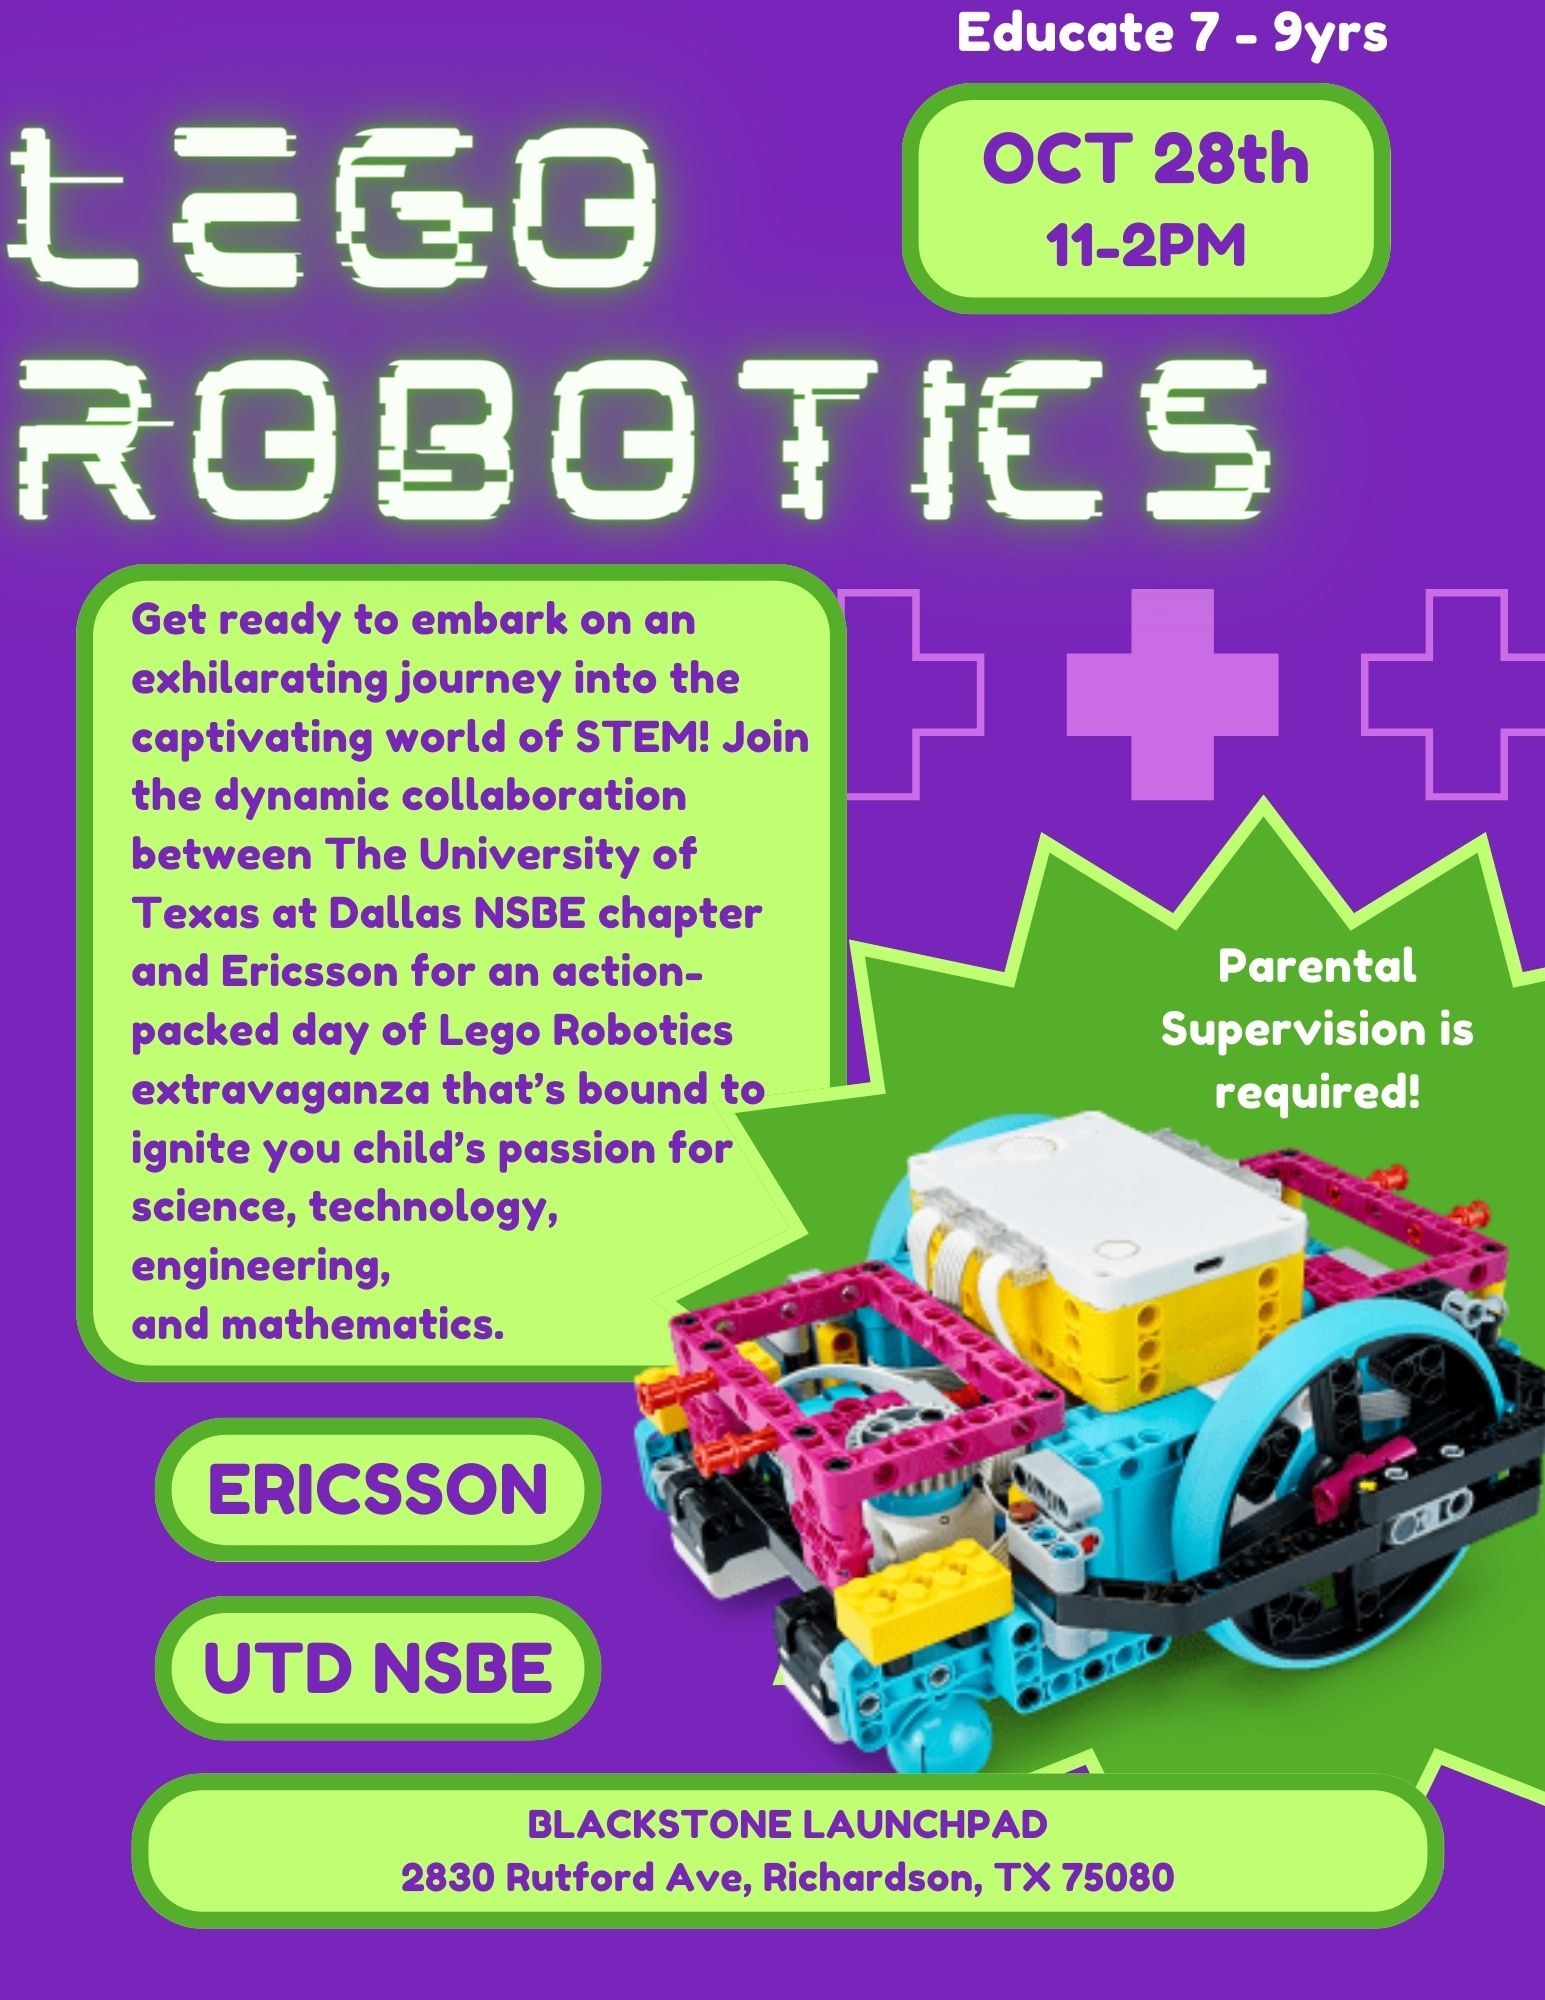 Educate 7 - 9yrs
LEGO
OCT 28th
11-2PM
ROBOTICS
Get ready to embark on an
exhilarating journey into the
captivating world of STEM! Join
the dynamic collaboration
between The University of
Texas at Dallas NSBE chapter
and Ericsson for an action-
packed day of Lego Robotics
extravaganza that’s bound to
ignite you child’s passion for
science, technology,
engineering,
and mathematics.
Parental
Supervision is
required!
ERICSSON
UTD NSBE
BLACKSTONE LAUNCHPAD
2830 Rutford Ave, Richardson, TX 75080